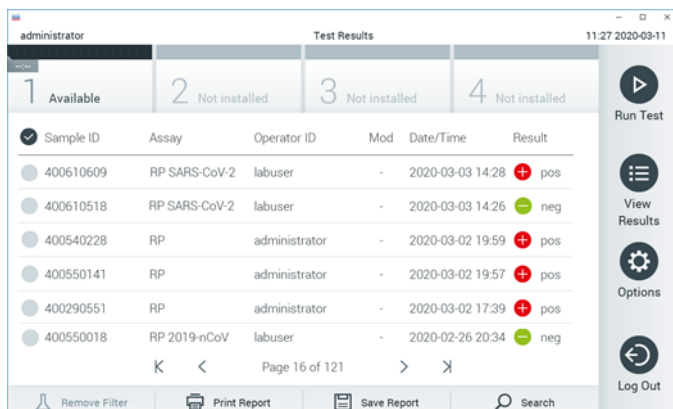 administrator Test Results 11:27 2020-03-11
--:--
1 Available 2 Not installed 3 Not installed 4 Not installed
Run Test
Sample ID Assay Operator ID Mod Date/Time Result
400610609 RP SARS-CoV-2 labuser - 2020-03-03 14:28 pos
400610518 RP SARS-CoV-2 labuser - 2020-03-03 14:26 neg
View
Results
400540228 RP administrator - 2020-03-02 19:59 pos
400550141 RP administrator - 2020-03-02 19:57 pos
Options
400290551 RP administrator - 2020-03-02 17:39 pos
400550018 RP 2019-nCoV labuser - 2020-02-26 20:34 neg
Page 16 of 121
Log Out
Remove Filter Print Report Save Report Search